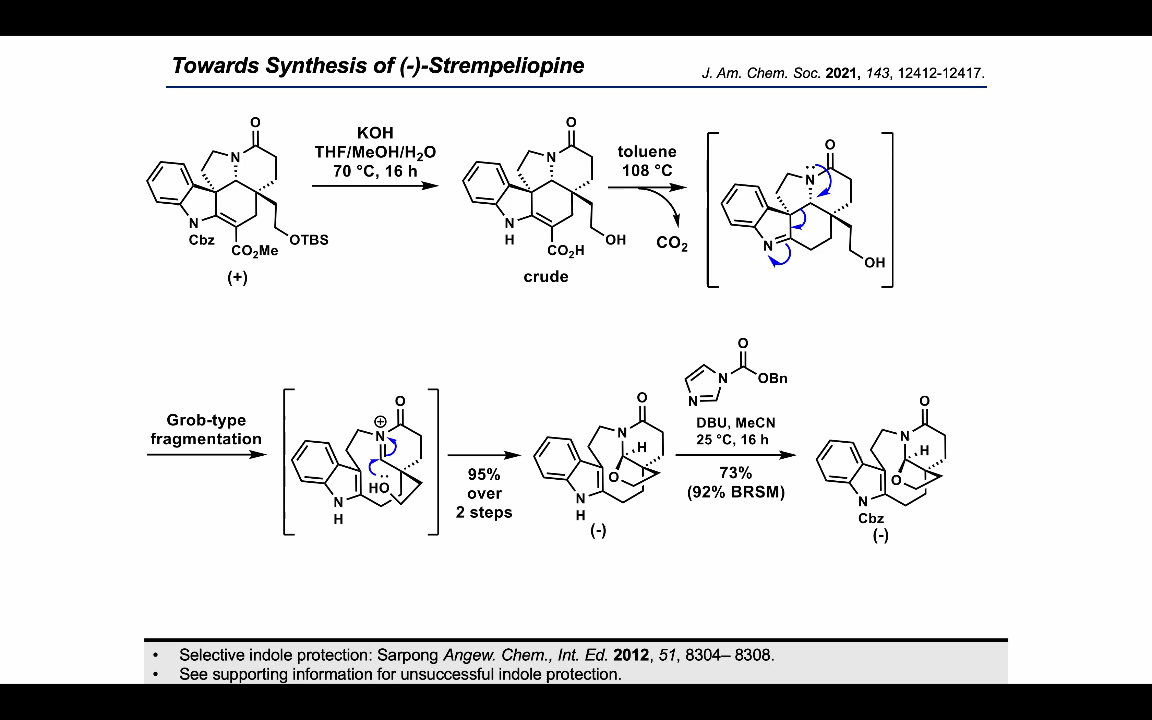 Towards Synthesis of (-)-Strempeliopine
J. Am. Chem. Soc. 2021, 143, 12412-12417.
O
N
N
Cbz
CO2Me
OTBS
(+)
KOH
THF/MeOH/H2O
70 °C, 16 h
O
N
N
H
CO2H
OH
crude
toluene
108 °C
CO2
O
N
N
OH
Grob-type
fragmentation
O
N
HO
N
H
95%
over
2 steps
O
N
H
O
N
H
(-)
O
N
OBn
N
DBU, MeCN
25 °C, 16 h
73%
(92% BRSM)
O
N
H
O
N
Cbz
(-)
• Selective indole protection: Sarpong Angew. Chem., Int. Ed. 2012, 51, 8304– 8308.
• See supporting information for unsuccessful indole protection.